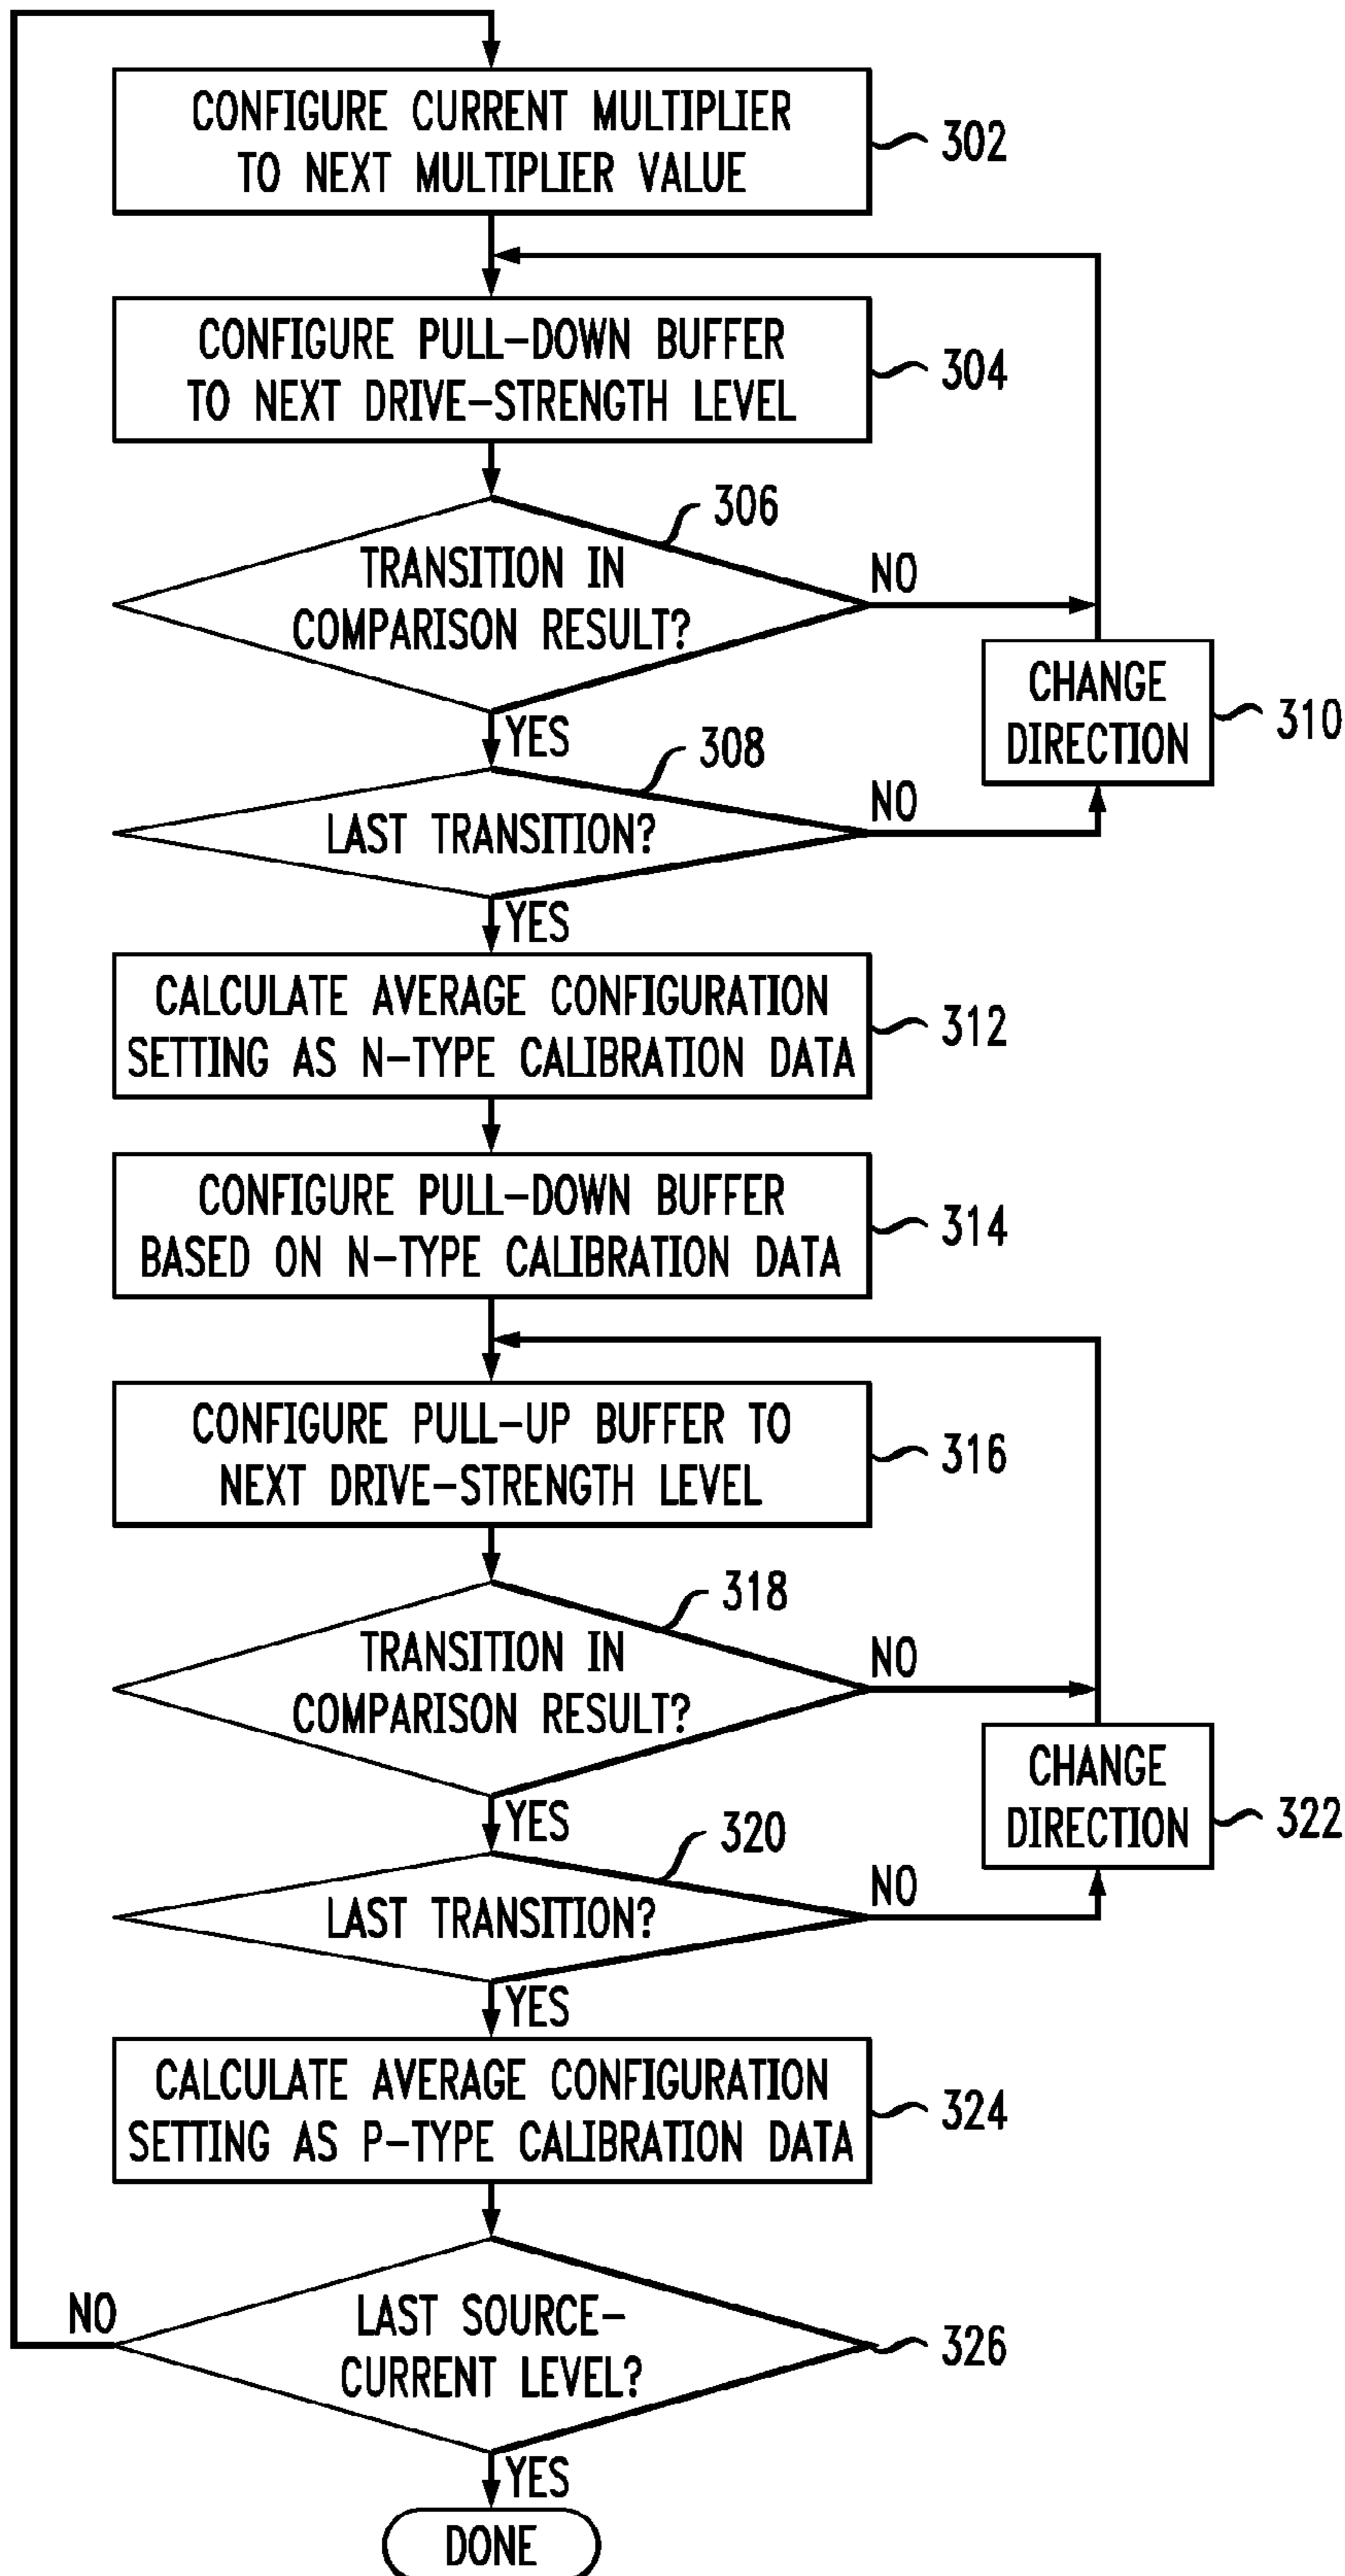 CONFIGURE CURRENT MULTIPLIER
TO NEXT MULTIPLIER VALUE
302
CONFIGURE PULL-DOWN BUFFER
TO NEXT DRIVE-STRENGTH LEVEL
304
306
TRANSITION IN
COMPARISON RESULT?
NO
YES
CHANGE
DIRECTION
310
308
LAST TRANSITION?
NO
YES
CALCULATE AVERAGE CONFIGURATION
SETTING AS N-TYPE CALIBRATION DATA
312
CONFIGURE PULL-DOWN BUFFER
BASED ON N-TYPE CALIBRATION DATA
314
CONFIGURE PULL-UP BUFFER TO
NEXT DRIVE-STRENGTH LEVEL
316
318
TRANSITION IN
COMPARISON RESULT?
NO
YES
CHANGE
DIRECTION
322
320
LAST TRANSITION?
NO
YES
CALCULATE AVERAGE CONFIGURATION
SETTING AS P-TYPE CALIBRATION DATA
324
NO
LAST SOURCE-
CURRENT LEVEL?
326
YES
DONE